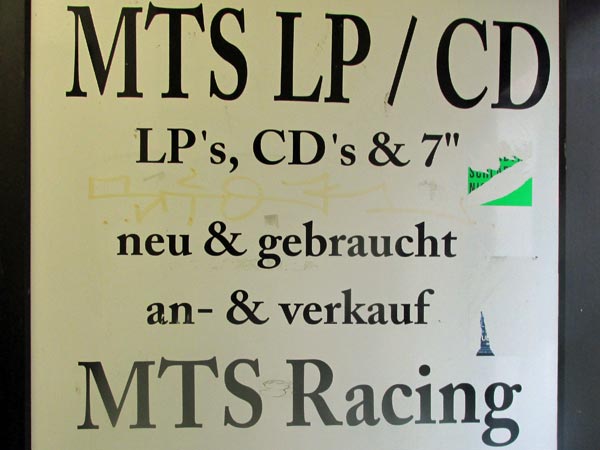 MTS LP / CD
LP's, CD's & 7"
neu & gebraucht
an- & verkauf
MTS Racing